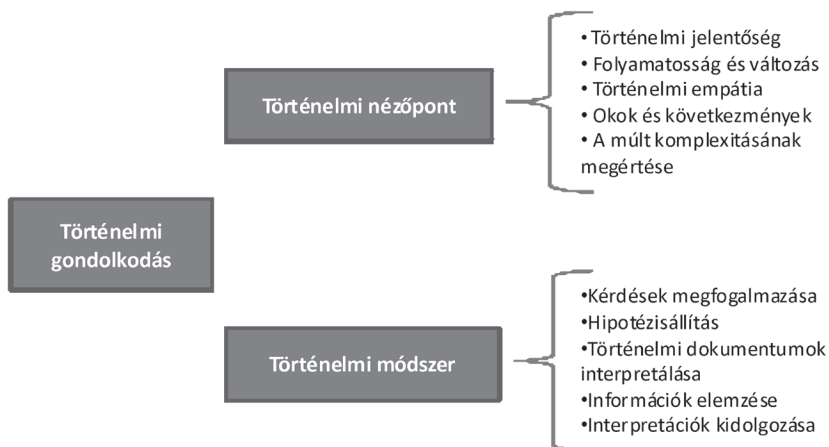 Történelmi gondolkodás
Történelmi nézőpont
• Történelmi jelentőség
• Folyamatosság és változás
• Történelmi empátia
• Okok és következmények
• A múlt komplexitásának
megértése
Történelmi módszer
•Kérdések megfogalmazása
•Hipotézisállítás
•Történelmi dokumentumok
interpretálása
•Információk elemzése
•Interpretációk kidolgozása